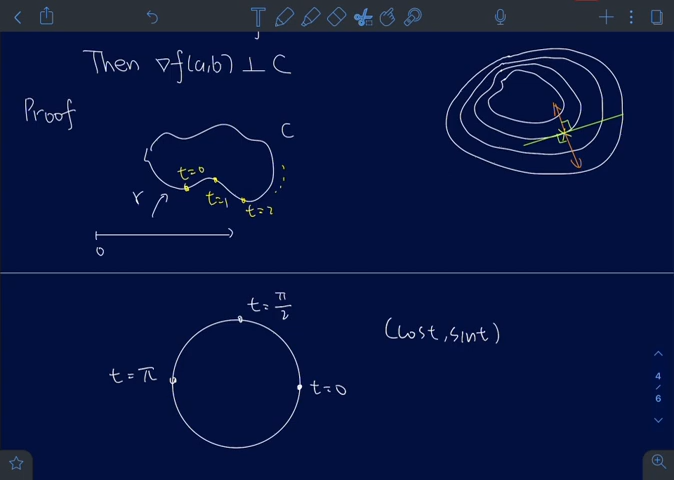 Then ∇f(a,b) ⊥ C
Proof
C
t=0
t=1
t=2
r
0
t = π/2
(cost, sint)
t = π
t=0
4
/
6